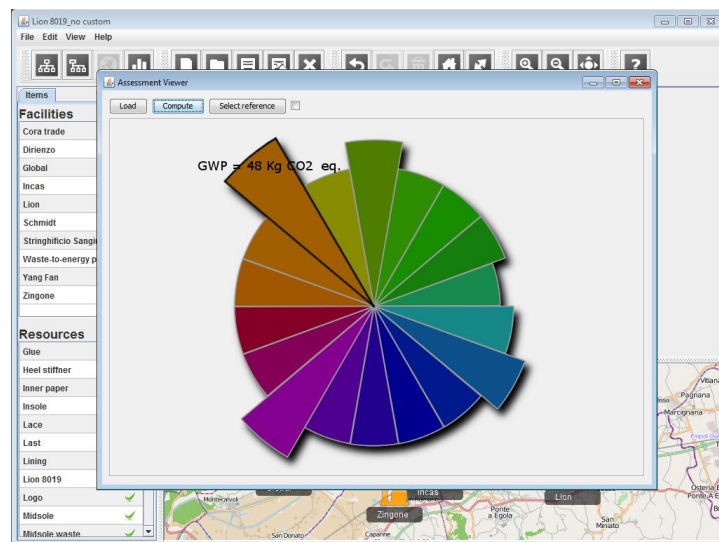 Lion 8019_no custom
File Edit View Help
Assessment Viewer
Load Compute Select reference
GWP = 48 Kg CO2 eq.
Items
Facilities
Cora trade
Dirienzo
Global
Incas
Lion
Schmidt
Stringhificio Sangi
Waste-to-energy p
Yang Fan
Zingone
Resources
Glue
Heel stiffner
Inner paper
Insole
Lace
Last
Lining
Lion 8019
Logo
Midsole
Midsole waste
Pagnana
Marcignana
Montecalvoli
Incas
Lion
Zingone
Ponte
a Egola
San
Miniato
San Donato
Capanne
Osteria
Ponte A E